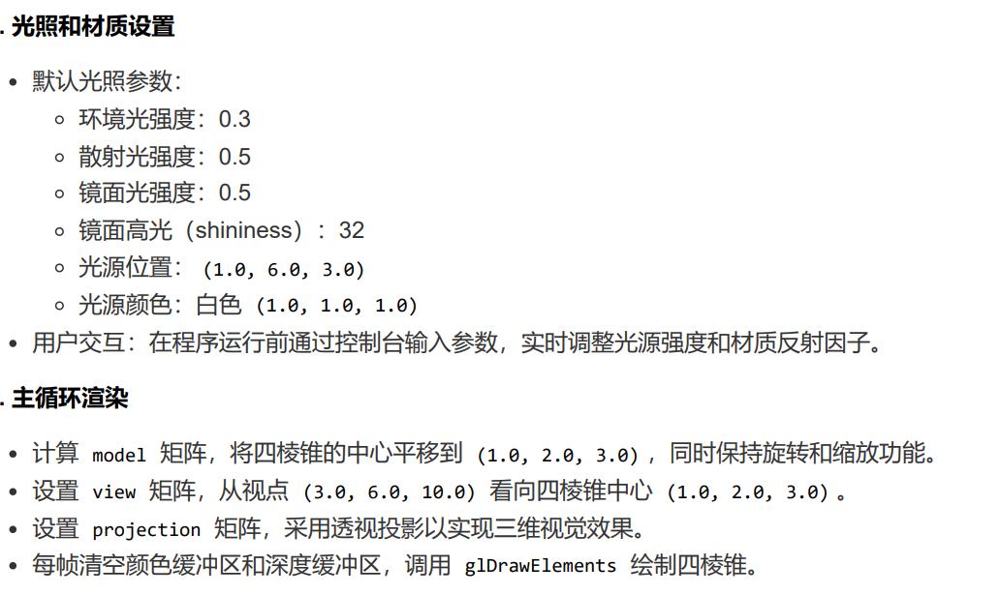 . 光照和材质设置
• 默认光照参数：
◦ 环境光强度：0.3
◦ 散射光强度：0.5
◦ 镜面光强度：0.5
◦ 镜面高光（shininess）：32
◦ 光源位置： (1.0, 6.0, 3.0)
◦ 光源颜色：白色 (1.0, 1.0, 1.0)
• 用户交互：在程序运行前通过控制台输入参数，实时调整光源强度和材质反射因子。
. 主循环渲染
• 计算 model 矩阵，将四棱锥的中心平移到 (1.0, 2.0, 3.0) ，同时保持旋转和缩放功能。
• 设置 view 矩阵，从视点 (3.0, 6.0, 10.0) 看向四棱锥中心 (1.0, 2.0, 3.0) 。
• 设置 projection 矩阵，采用透视投影以实现三维视觉效果。
• 每帧清空颜色缓冲区和深度缓冲区，调用 glDrawElements 绘制四棱锥。